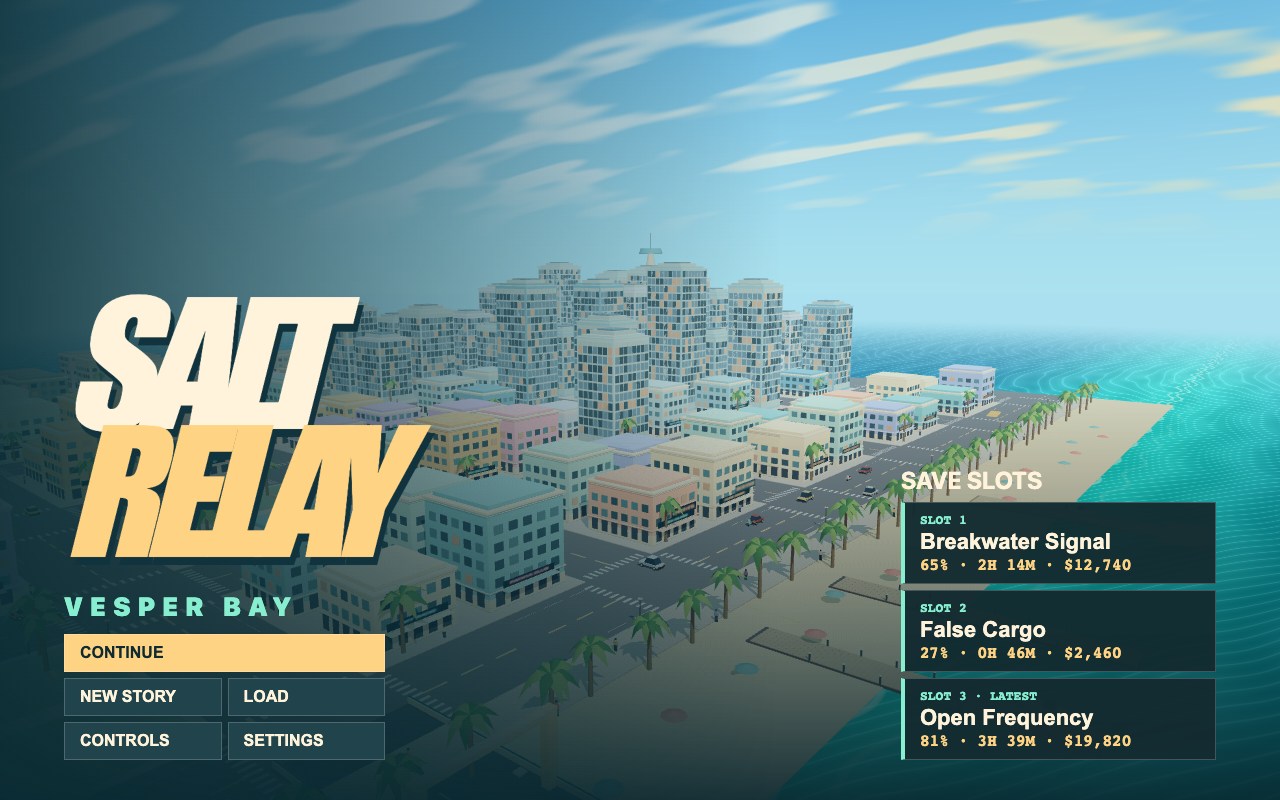 SALT
RELAY
VESPER BAY
CONTINUE
NEW STORY
LOAD
CONTROLS
SETTINGS
SAVE SLOTS
SLOT 1
Breakwater Signal
65% · 2H 14M · $12,740
SLOT 2
False Cargo
27% · 0H 46M · $2,460
SLOT 3 · LATEST
Open Frequency
81% · 3H 39M · $19,820